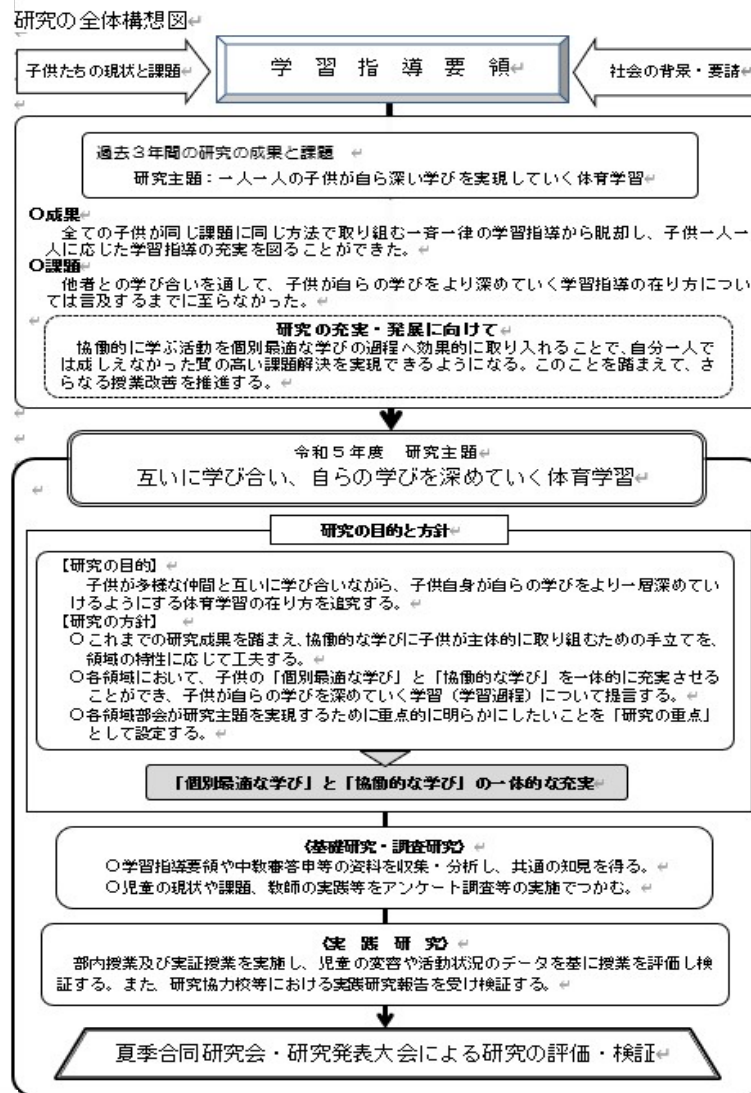 研究の全体構想図
子供たちの現状と課題
学習指導要領
社会の背景・要請
過去３年間の研究の成果と課題
研究主題：一人一人の子供が自ら深い学びを実現していく体育学習
○成果
全ての子供が同じ課題に同じ方法で取り組む一斉一律の学習指導から脱却し、子供一人一
人に応じた学習指導の充実を図ることができた。
○課題
他者との学び合いを通して、子供が自らの学びをより深めていく学習指導の在り方につい
ては言及するまでに至らなかった。
研究の充実・発展に向けて
協働的に学ぶ活動を個別最適な学びの過程へ効果的に取り入れることで、自分一人で
は成しえなかった質の高い課題解決を実現できるようになる。このことを踏まえて、さ
らなる授業改善を推進する。
令和５年度　研究主題
互いに学び合い、自らの学びを深めていく体育学習
研究の目的と方針
【研究の目的】
子供が多様な仲間と互いに学び合いながら、子供自身が自らの学びをより一層深めてい
けるようにする体育学習の在り方を追究する。
【研究の方針】
○これまでの研究成果を踏まえ、協働的な学びに子供が主体的に取り組むための手立てを、
領域の特性に応じて工夫する。
○各領域において、子供の「個別最適な学び」と「協働的な学び」を一体的に充実させる
ことができ、子供が自らの学びを深めていく学習（学習過程）について提言する。
○各領域部会が研究主題を実現するために重点的に明らかにしたいことを「研究の重点」
として設定する。
「個別最適な学び」と「協働的な学び」の一体的な充実
《基礎研究・調査研究》
○学習指導要領や中教審答申等の資料を収集・分析し、共通の知見を得る。
○児童の現状や課題、教師の実践等をアンケート調査等の実施でつかむ。
《実践研究》
部内授業及び実証授業を実施し、児童の変容や活動状況のデータを基に授業を評価し検
証する。また、研究協力校等における実践研究報告を受け検証する。
夏季合同研究会・研究発表大会による研究の評価・検証